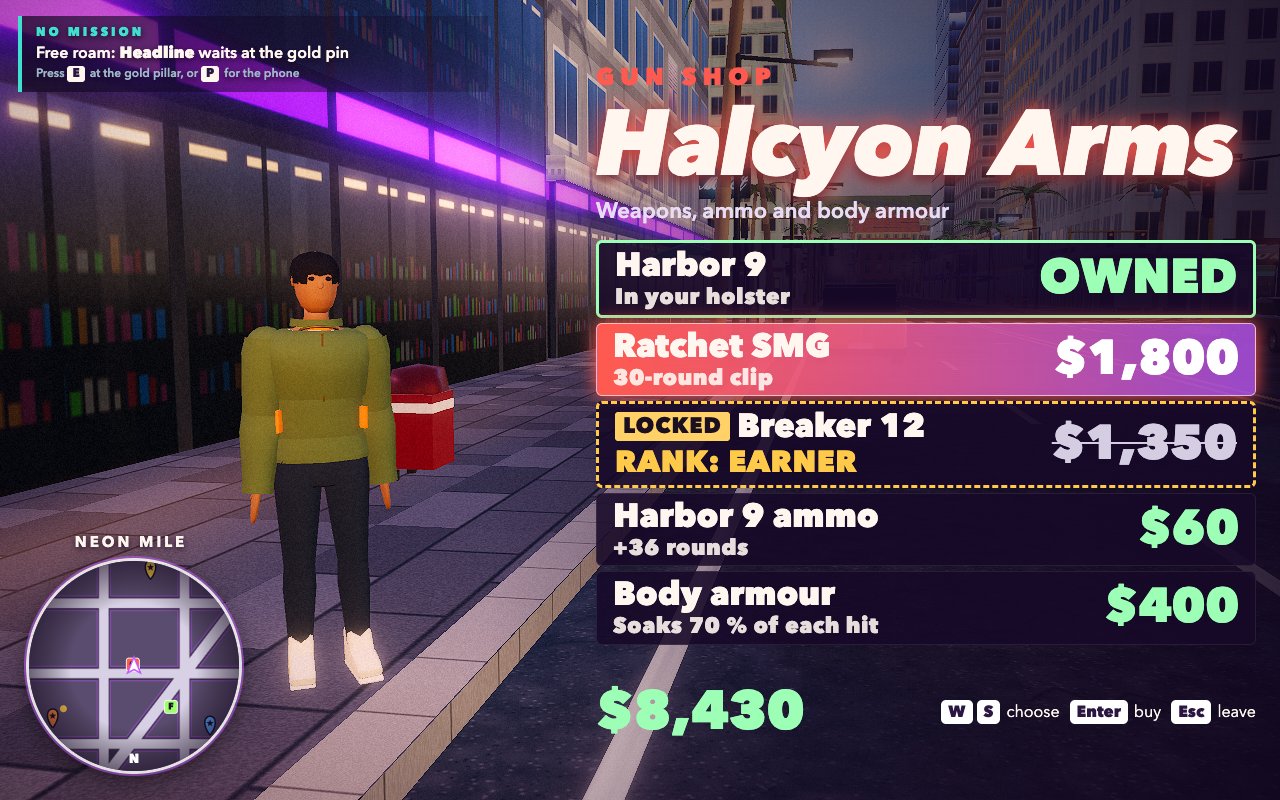 NO MISSION
Free roam: Headline waits at the gold pin
Press E at the gold pillar, or P for the phone
GUN SHOP
Halcyon Arms
Weapons, ammo and body armour
Harbor 9
In your holster
OWNED
Ratchet SMG
30-round clip
$1,800
LOCKED Breaker 12
RANK: EARNER
$1,350
Harbor 9 ammo
+36 rounds
$60
Body armour
Soaks 70 % of each hit
$400
NEON MILE
F
N
$8,430
W S choose Enter buy Esc leave